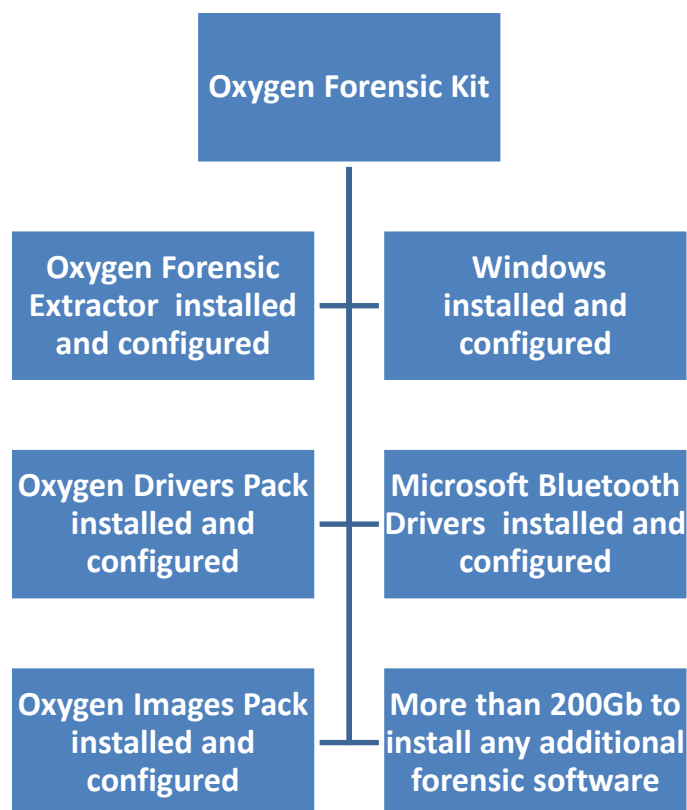 Oxygen Forensic Kit
Oxygen Forensic
Extractor installed
and configured
Windows
installed and
configured
Oxygen Drivers Pack
installed and
configured
Microsoft Bluetooth
Drivers installed and
configured
Oxygen Images Pack
installed and
configured
More than 200Gb to
install any additional
forensic software